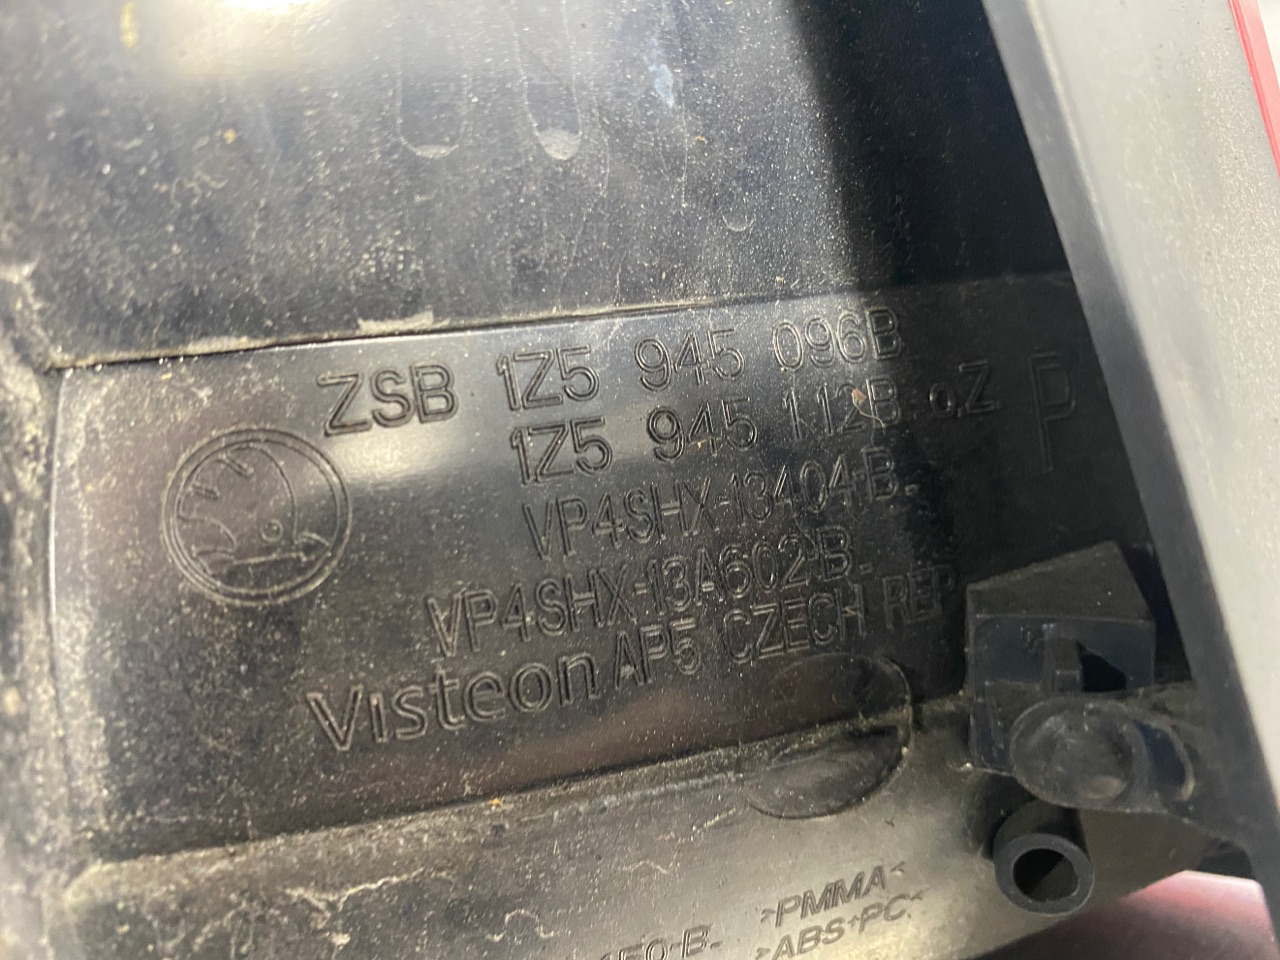 ZSB 1Z5 945 096B
1Z5 945 112B oZ P
VP4SHX-13404-B.
VP4SHX-13A602-B.
Visteon AP5 CZECH REP
>PMMA<
>ABS+PC<